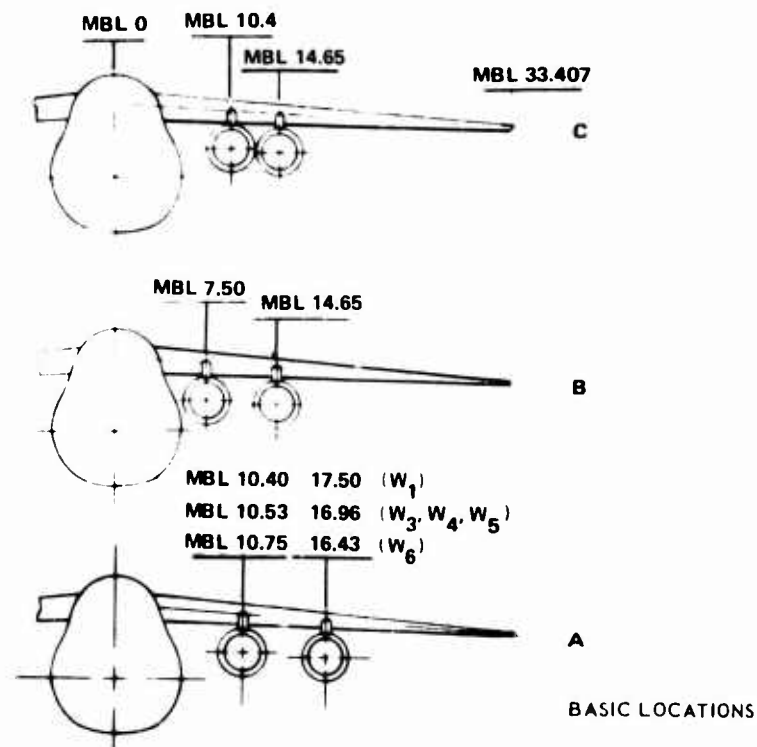 MBL 0
MBL 10.4
MBL 14.65
MBL 33.407
C
MBL 7.50
MBL 14.65
B
MBL 10.40 17.50 (W1)
MBL 10.53 16.96 (W3, W4, W5)
MBL 10.75 16.43 (W6)
A
BASIC LOCATIONS